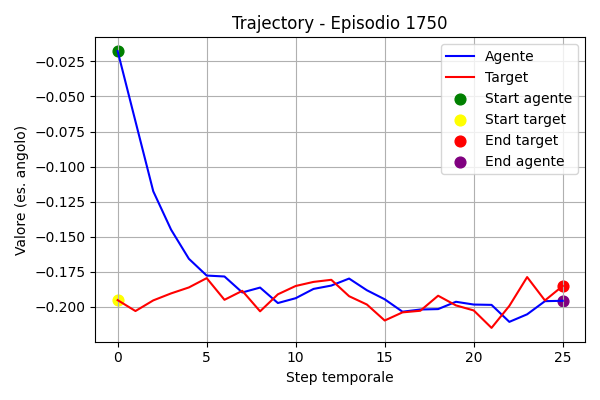 Trajectory - Episodio 1750
Agente
Target
Start agente
Start target
End target
End agente
Valore (es. angolo)
−0.025
−0.050
−0.075
−0.100
−0.125
−0.150
−0.175
−0.200
0
5
10
15
20
25
Step temporale